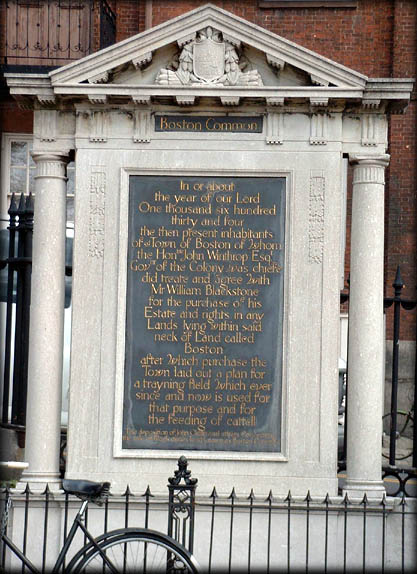 Boston Common
In or about
the year of our Lord
One thousand six hundred
thirty and four
the then present inhabitants
of ye Town of Boston of whom
the Honble John Winthrop Esqr
Govnr of the Colony was chiefe
did treate and agree with
Mr William Blackstone
for the purchase of his
Estate and rights in any
Lands lying within said
neck of Land called
Boston
after which purchase the
Town laid out a plan for
a trayning field which ever
since and now is used for
that purpose and for
the feeding of cattell